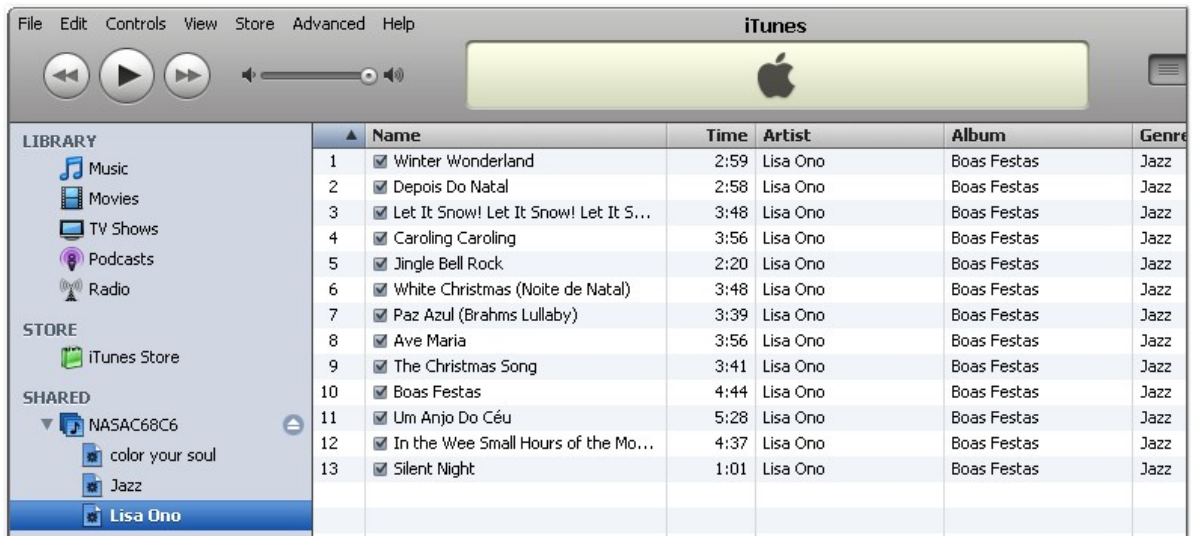 File Edit Controls View Store Advanced Help
iTunes
LIBRARY
Music
Movies
TV Shows
Podcasts
Radio
STORE
iTunes Store
SHARED
NASAC68C6
color your soul
Jazz
Lisa Ono
Name Time Artist Album Genre
1 Winter Wonderland 2:59 Lisa Ono Boas Festas Jazz
2 Depois Do Natal 2:58 Lisa Ono Boas Festas Jazz
3 Let It Snow! Let It Snow! Let It S... 3:48 Lisa Ono Boas Festas Jazz
4 Caroling Caroling 3:56 Lisa Ono Boas Festas Jazz
5 Jingle Bell Rock 2:20 Lisa Ono Boas Festas Jazz
6 White Christmas (Noite de Natal) 3:48 Lisa Ono Boas Festas Jazz
7 Paz Azul (Brahms Lullaby) 3:39 Lisa Ono Boas Festas Jazz
8 Ave Maria 3:56 Lisa Ono Boas Festas Jazz
9 The Christmas Song 3:41 Lisa Ono Boas Festas Jazz
10 Boas Festas 4:44 Lisa Ono Boas Festas Jazz
11 Um Anjo Do Céu 5:28 Lisa Ono Boas Festas Jazz
12 In the Wee Small Hours of the Mo... 4:37 Lisa Ono Boas Festas Jazz
13 Silent Night 1:01 Lisa Ono Boas Festas Jazz